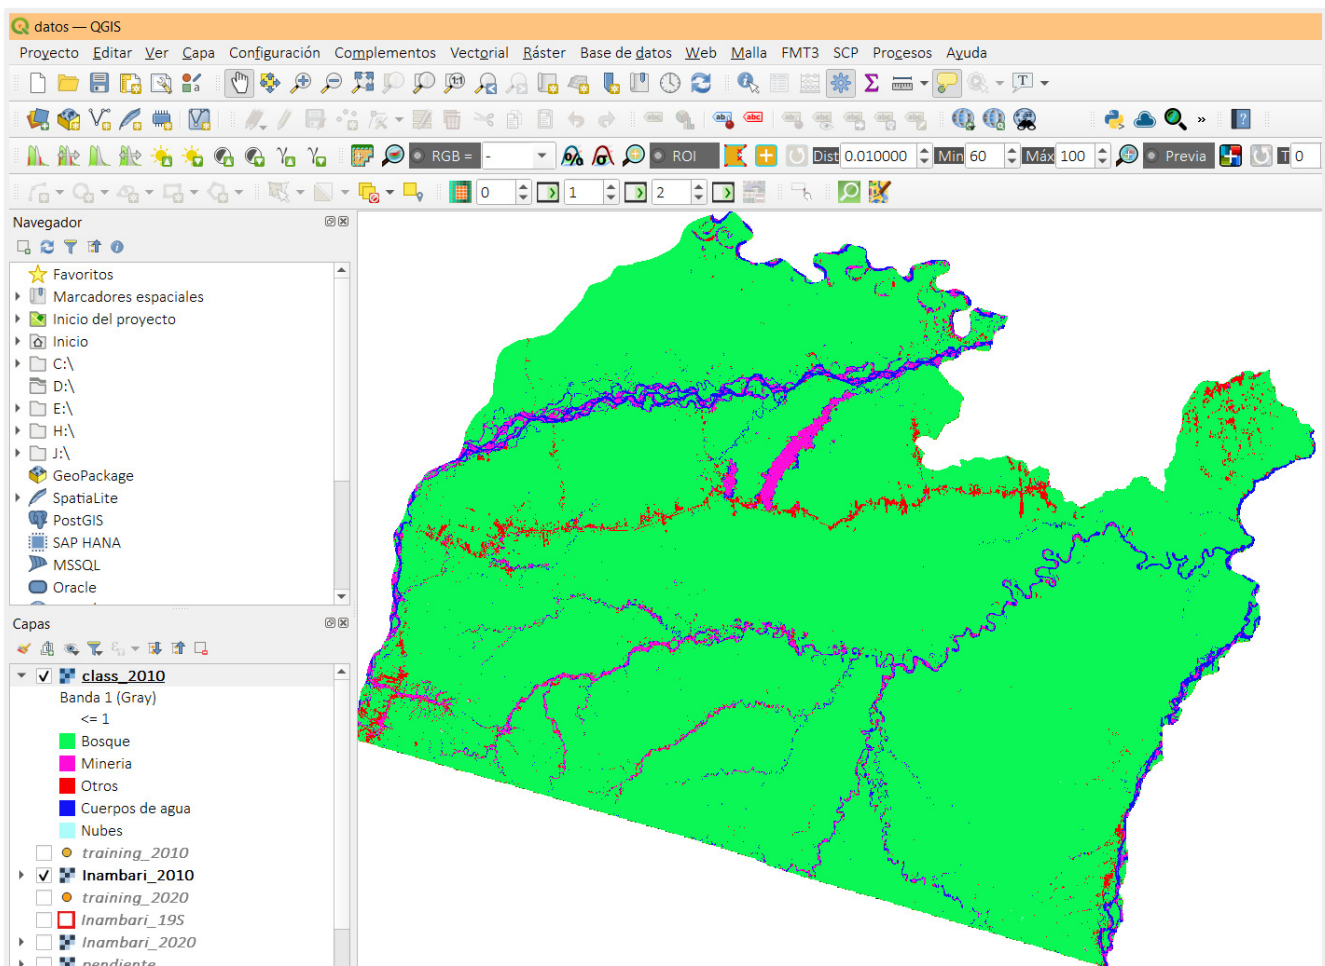 datos — QGIS
Proyecto Editar Ver Capa Configuración Complementos Vectorial Ráster Base de datos Web Malla FMT3 SCP Procesos Ayuda
RGB = - ROI Dist 0.010000 Min 60 Máx 100 Previa T 0
0 1 2
Navegador
Favoritos
Marcadores espaciales
Inicio del proyecto
Inicio
C:\
D:\
E:\
H:\
J:\
GeoPackage
SpatiaLite
PostGIS
SAP HANA
MSSQL
Oracle
Capas
class_2010
Banda 1 (Gray)
<= 1
Bosque
Mineria
Otros
Cuerpos de agua
Nubes
training_2010
Inambari_2010
training_2020
Inambari_19S
Inambari_2020
pendiente